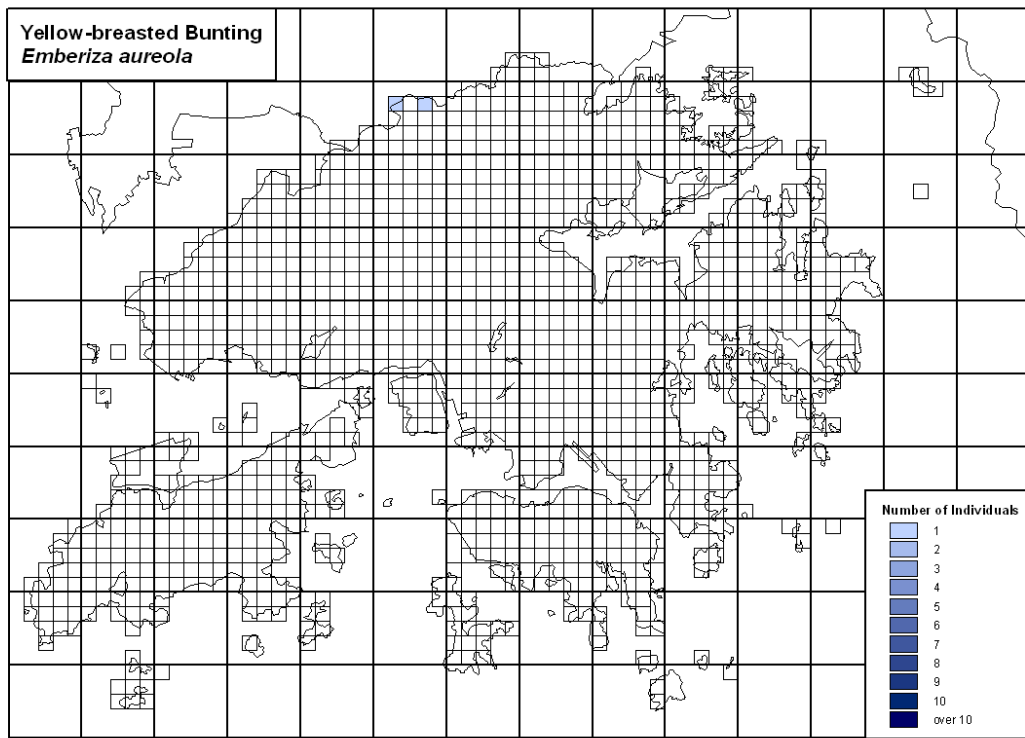 Yellow-breasted Bunting
Emberiza aureola
Number of Individuals
1
2
3
4
5
6
7
8
9
10
over 10